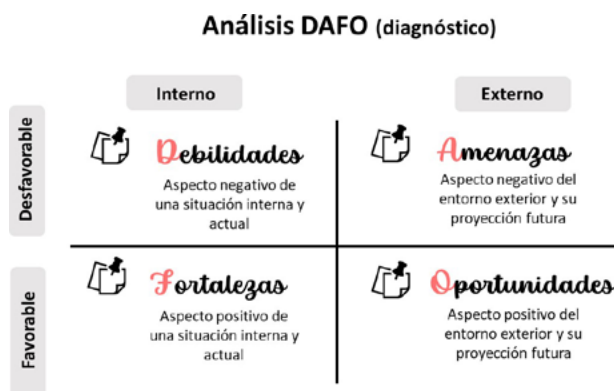 Análisis DAFO (diagnóstico)
Interno
Externo
Desfavorable
Debilidades
Aspecto negativo de
una situación interna y
actual
Amenazas
Aspecto negativo del
entorno exterior y su
proyección futura
Favorable
Fortalezas
Aspecto positivo de
una situación interna y
actual
Oportunidades
Aspecto positivo del
entorno exterior y su
proyección futura